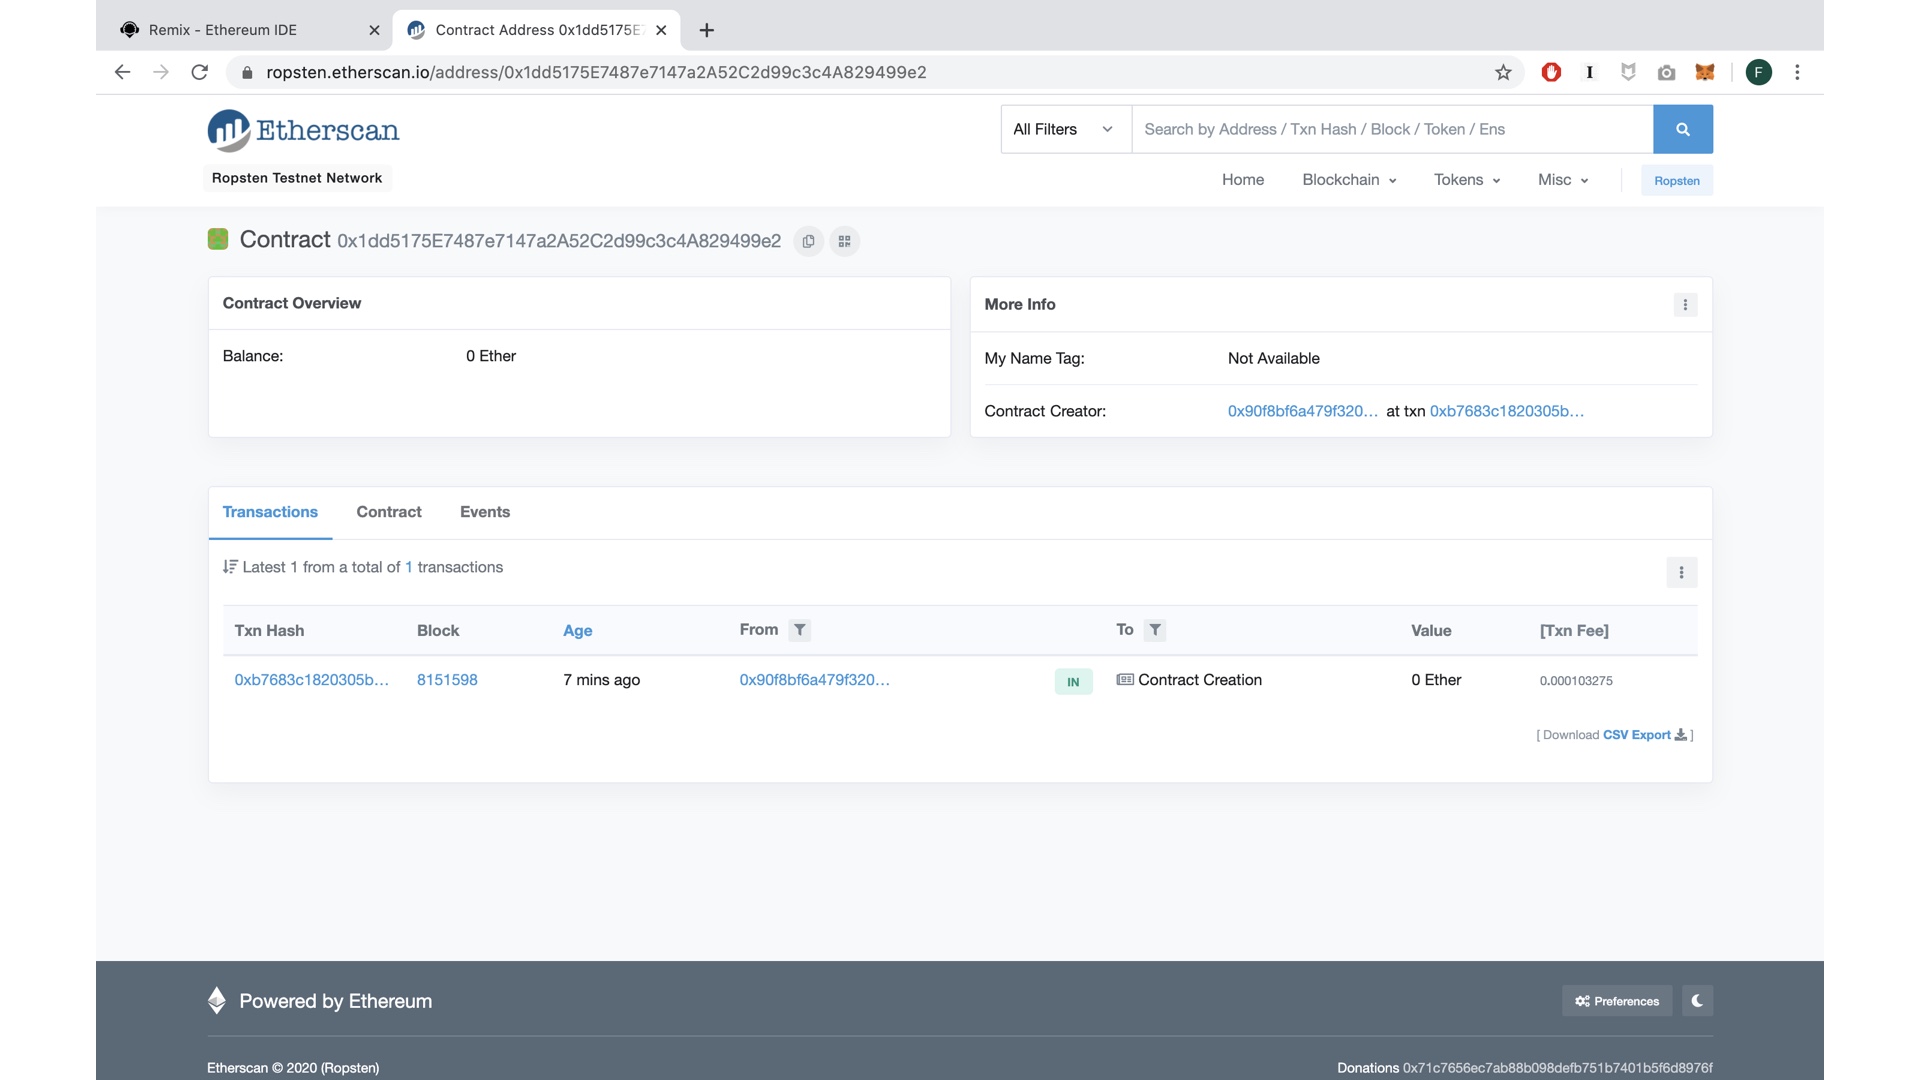 Remix - Ethereum IDE
Contract Address 0x1dd5175E
ropsten.etherscan.io/address/0x1dd5175E7487e7147a2A52C2d99c3c4A829499e2
I
F
Etherscan
All Filters
Search by Address / Txn Hash / Block / Token / Ens
Ropsten Testnet Network
Home Blockchain Tokens Misc Ropsten
Contract 0x1dd5175E7487e7147a2A52C2d99c3c4A829499e2
Contract Overview
Balance: 0 Ether
More Info
My Name Tag: Not Available
Contract Creator: 0x90f8bf6a479f320... at txn 0xb7683c1820305b...
Transactions Contract Events
Latest 1 from a total of 1 transactions
Txn Hash Block Age From To Value [Txn Fee]
0xb7683c1820305b... 8151598 7 mins ago 0x90f8bf6a479f320... IN Contract Creation 0 Ether 0.000103275
[ Download CSV Export ]
Powered by Ethereum
Preferences
Etherscan © 2020 (Ropsten)
Donations 0x71c7656ec7ab88b098defb751b7401b5f6d8976f